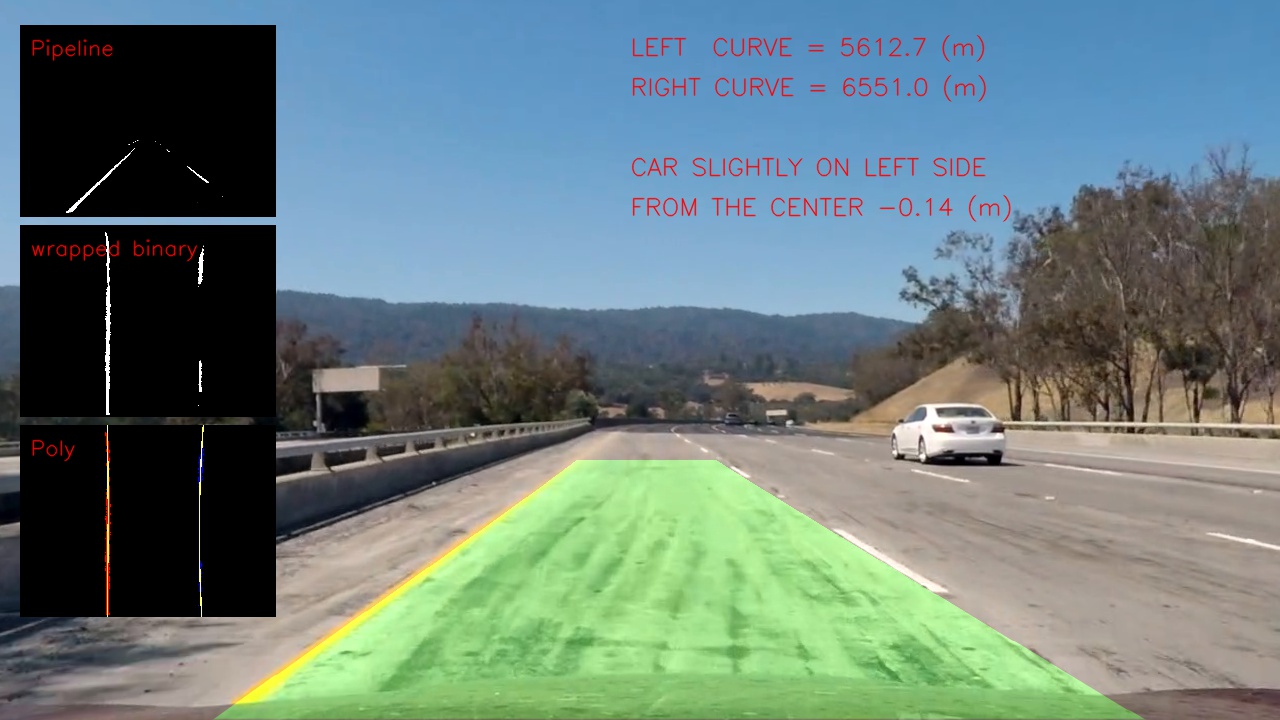 Pipeline
LEFT CURVE = 5612.7 (m)
RIGHT CURVE = 6551.0 (m)
CAR SLIGHTLY ON LEFT SIDE
FROM THE CENTER -0.14 (m)
wrapped binary
Poly